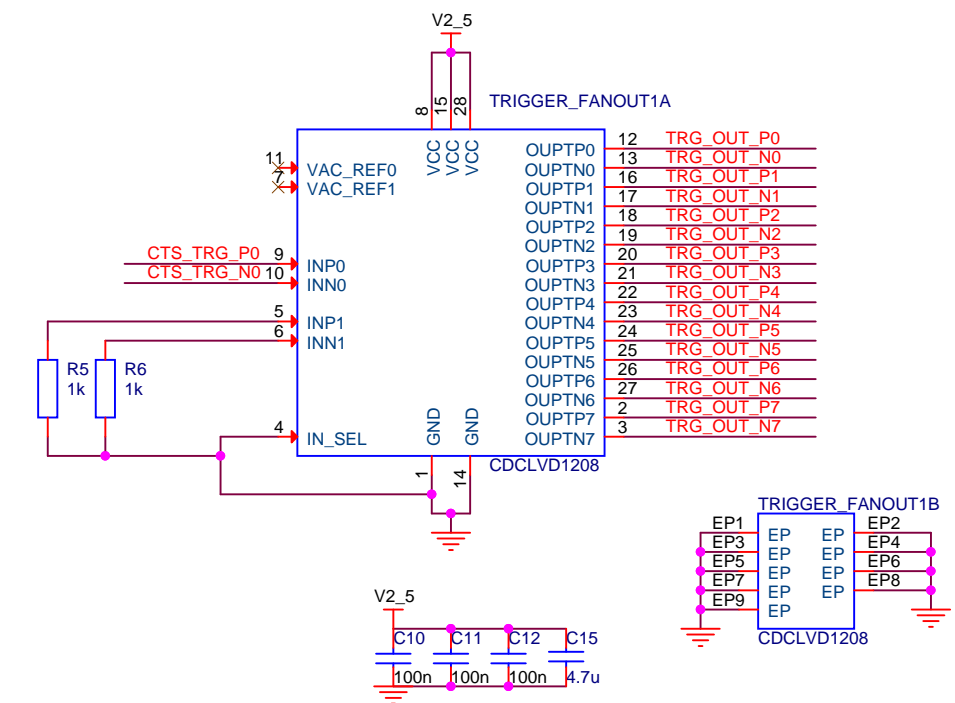 V2_5
8
15
28
TRIGGER_FANOUT1A
VCC
VCC
VCC
11 VAC_REF0
7 VAC_REF1
CTS_TRG_P0 9 INP0
CTS_TRG_N0 10 INN0
5 INP1
6 INN1
R5
1k
R6
1k
4 IN_SEL
GND
GND
1
14
OUPTP0 12 TRG_OUT_P0
OUPTN0 13 TRG_OUT_N0
OUPTP1 16 TRG_OUT_P1
OUPTN1 17 TRG_OUT_N1
OUPTP2 18 TRG_OUT_P2
OUPTN2 19 TRG_OUT_N2
OUPTP3 20 TRG_OUT_P3
OUPTN3 21 TRG_OUT_N3
OUPTP4 22 TRG_OUT_P4
OUPTN4 23 TRG_OUT_N4
OUPTP5 24 TRG_OUT_P5
OUPTN5 25 TRG_OUT_N5
OUPTP6 26 TRG_OUT_P6
OUPTN6 27 TRG_OUT_N6
OUPTP7 2 TRG_OUT_P7
OUPTN7 3 TRG_OUT_N7
CDCLVD1208
TRIGGER_FANOUT1B
EP1 EP EP EP2
EP3 EP EP EP4
EP5 EP EP EP6
EP7 EP EP EP8
EP9 EP
CDCLVD1208
V2_5
C10 C11 C12 C15
100n 100n 100n 4.7u